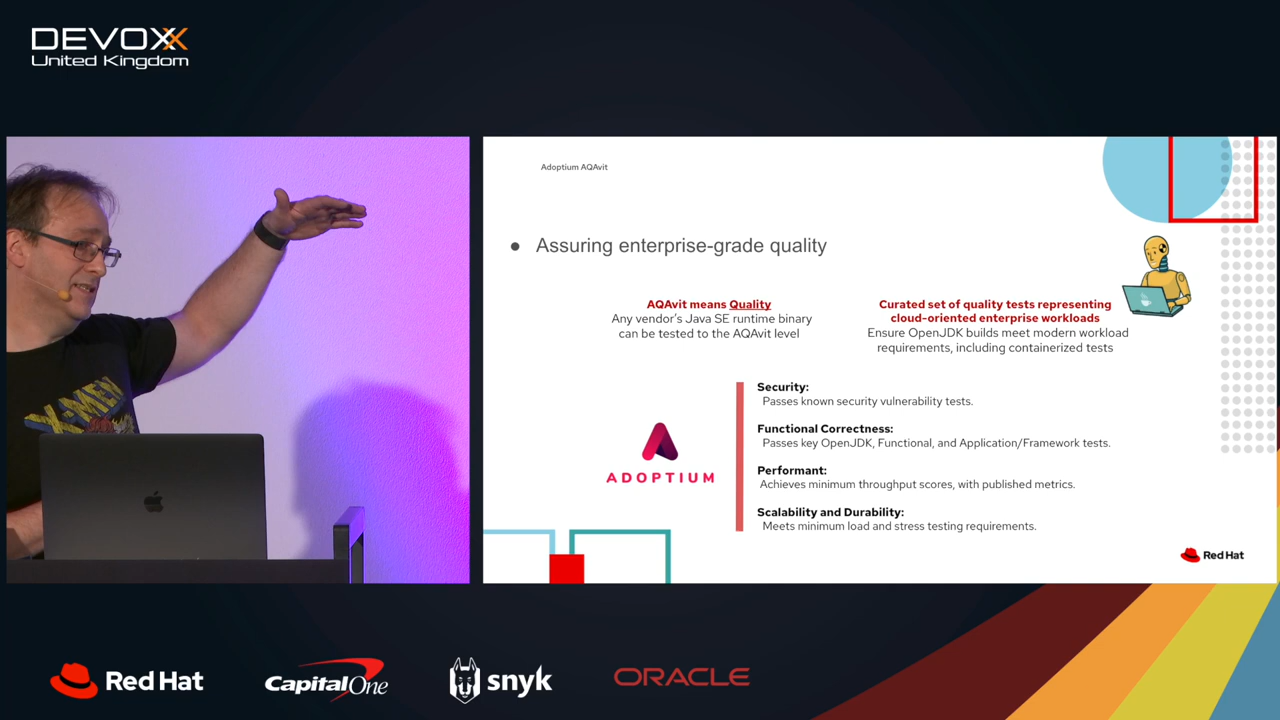 DEVOXX
United Kingdom
Adoptium AQAvit
● Assuring enterprise-grade quality
AQAvit means Quality
Any vendor's Java SE runtime binary
can be tested to the AQAvit level
Curated set of quality tests representing
cloud-oriented enterprise workloads
Ensure OpenJDK builds meet modern workload
requirements, including containerized tests
X-MEN
ADOPTIUM
Security:
Passes known security vulnerability tests.
Functional Correctness:
Passes key OpenJDK, Functional, and Application/Framework tests.
Performant:
Achieves minimum throughput scores, with published metrics.
Scalability and Durability:
Meets minimum load and stress testing requirements.
Red Hat
Red Hat
Capital One
snyk
ORACLE